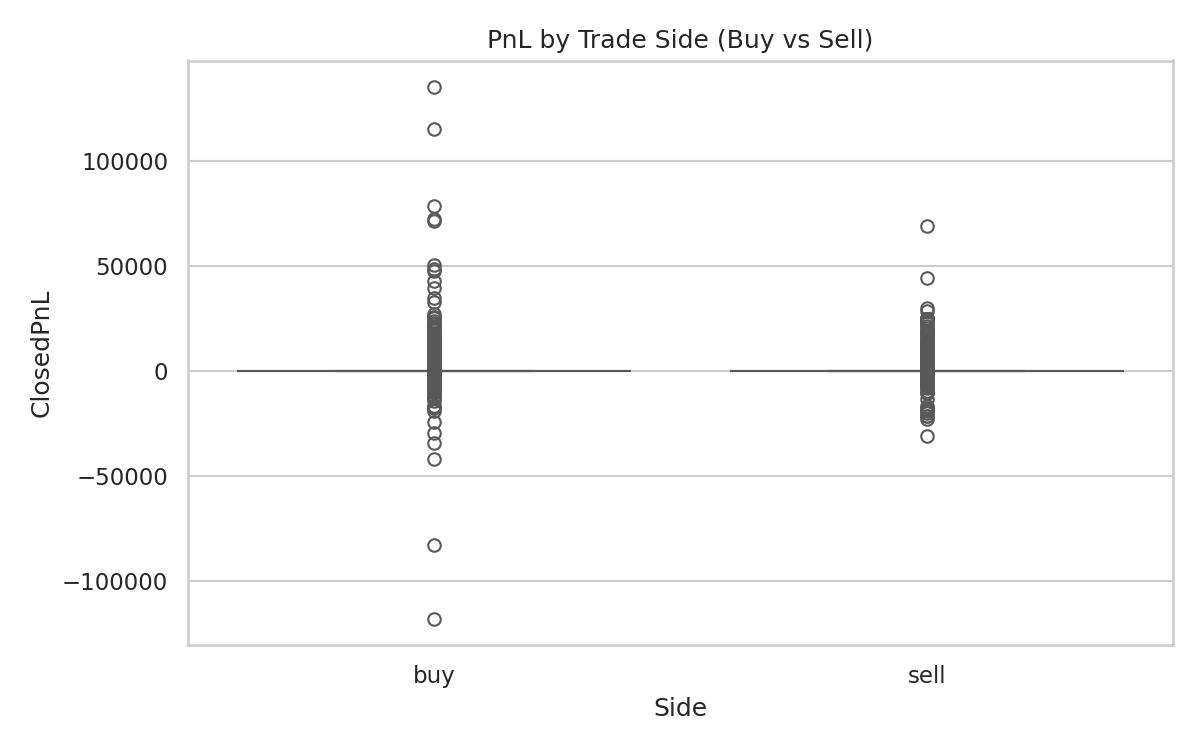 PnL by Trade Side (Buy vs Sell)
100000
50000
0
−50000
−100000
ClosedPnL
buy
sell
Side